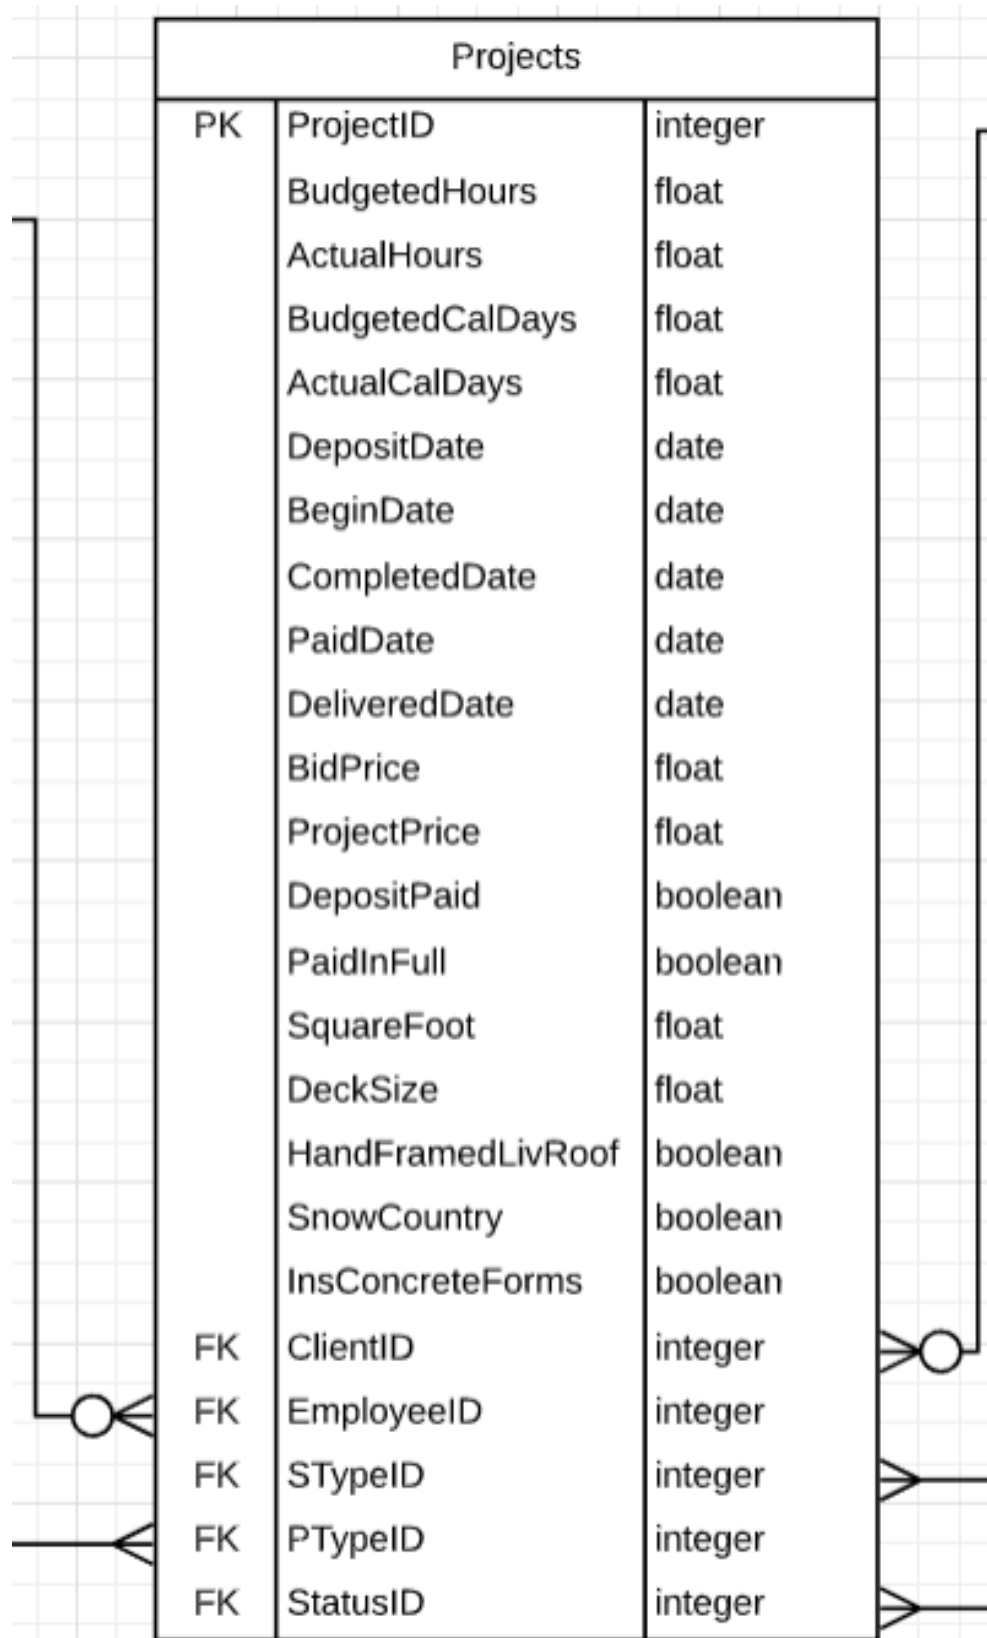 Projects
PK ProjectID integer
BudgetedHours float
ActualHours float
BudgetedCalDays float
ActualCalDays float
DepositDate date
BeginDate date
CompletedDate date
PaidDate date
DeliveredDate date
BidPrice float
ProjectPrice float
DepositPaid boolean
PaidInFull boolean
SquareFoot float
DeckSize float
HandFramedLivRoof boolean
SnowCountry boolean
InsConcreteForms boolean
FK ClientID integer
FK EmployeeID integer
FK STypeID integer
FK PTypeID integer
FK StatusID integer